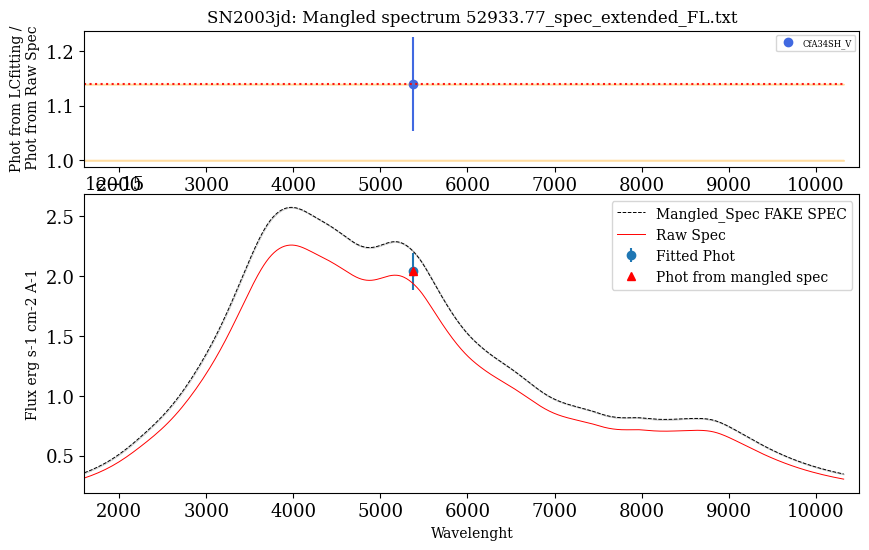 SN2003jd: Mangled spectrum 52933.77_spec_extended_FL.txt
Phot from LCfitting /
Phot from Raw Spec
1.2
1.1
1.0
CfA34SH_V
2000 3000 4000 5000 6000 7000 8000 9000 10000
1e−15
Flux erg s-1 cm-2 A-1
2.5
2.0
1.5
1.0
0.5
Mangled_Spec FAKE SPEC
Raw Spec
Fitted Phot
Phot from mangled spec
2000 3000 4000 5000 6000 7000 8000 9000 10000
Wavelenght